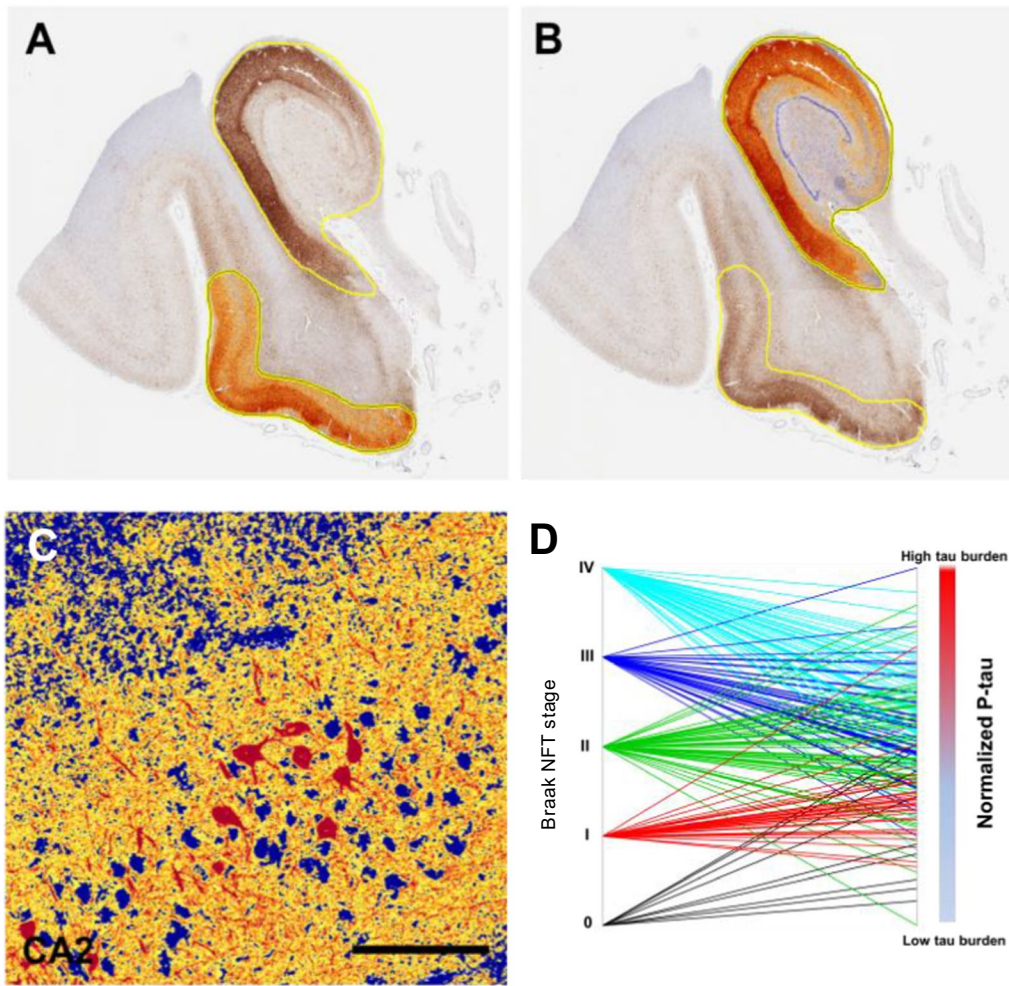 A
B
C
CA2
D
High tau burden
IV
III
II
I
0
Braak NFT stage
Normalized P-tau
Low tau burden